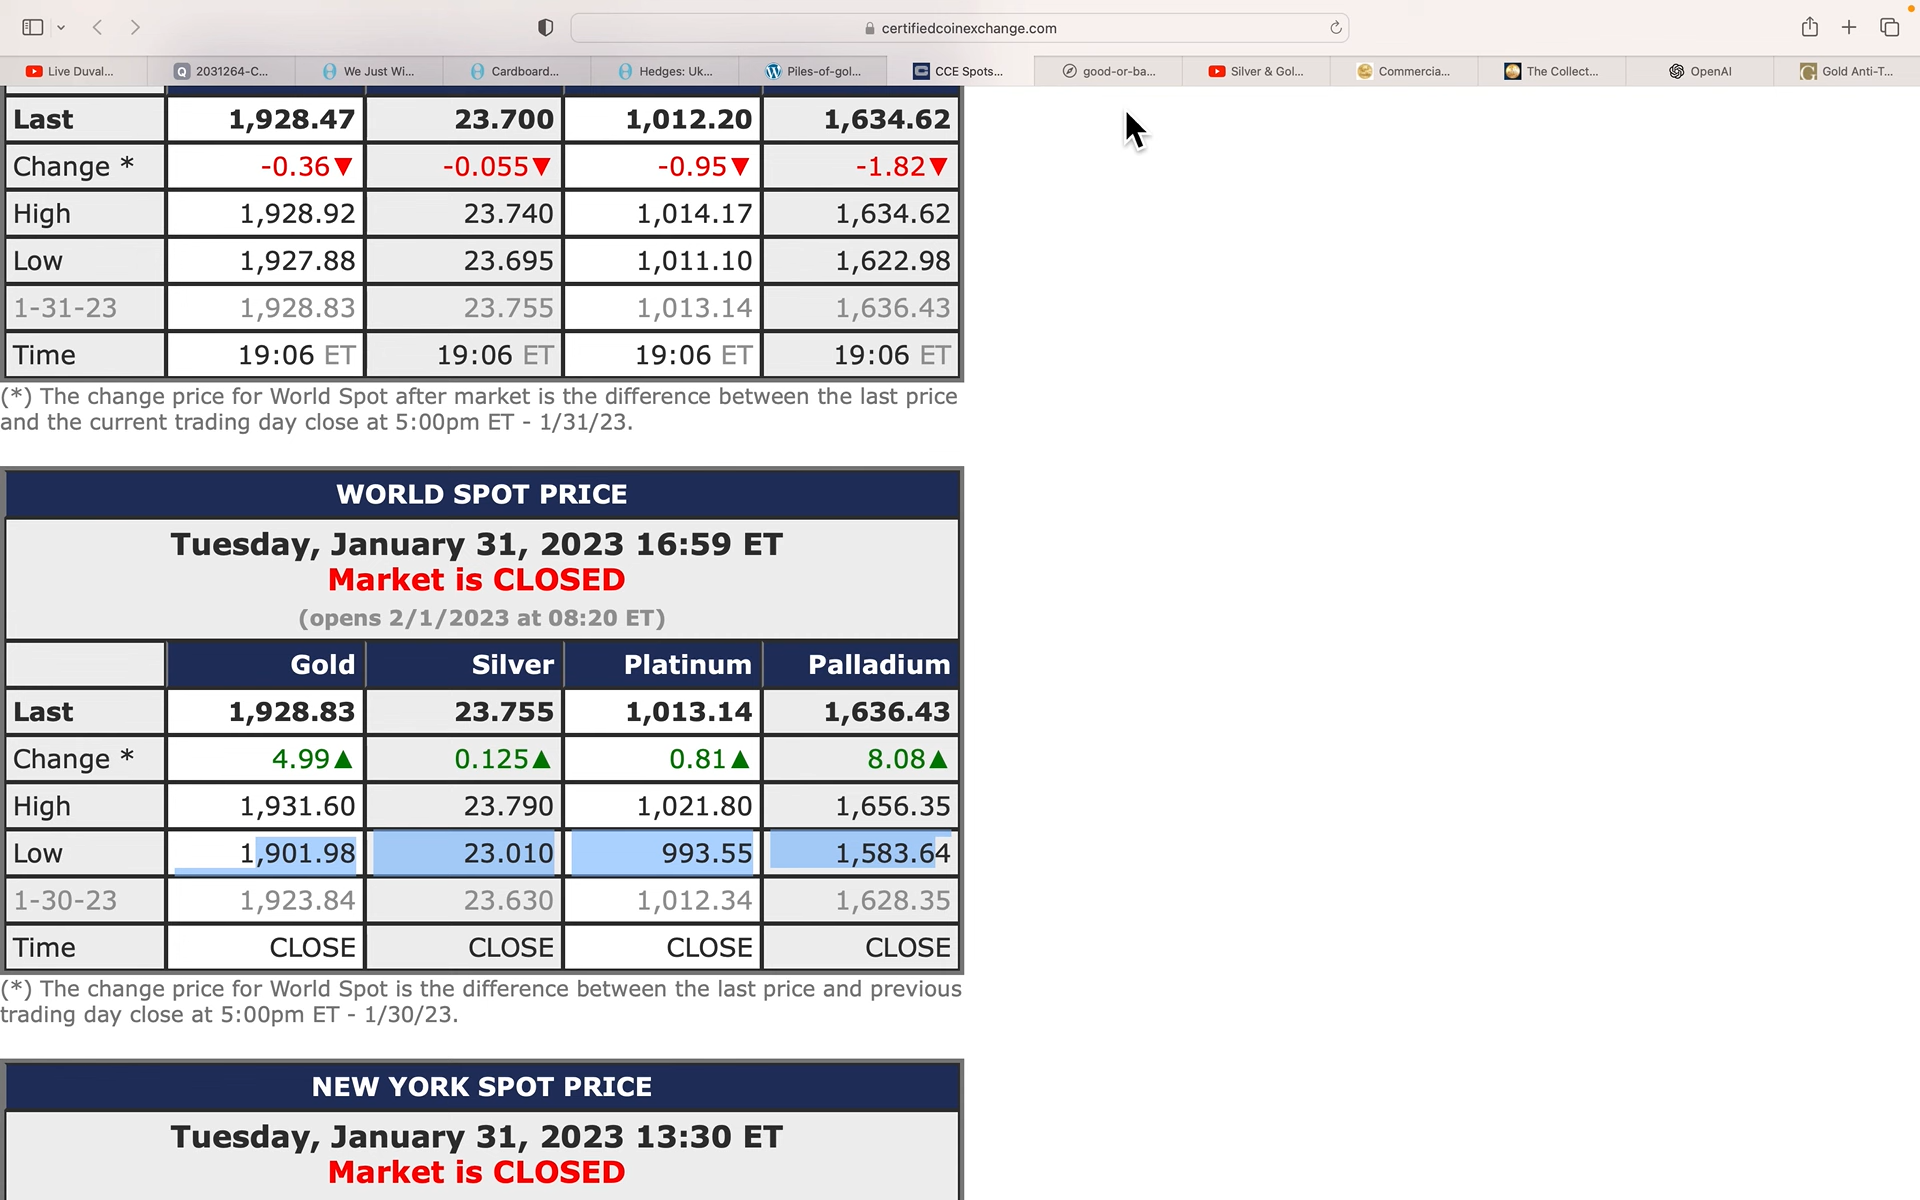 certifiedcoinexchange.com
Live Duval... 2031264-C... We Just Wi... Cardboard... Hedges: Uk... Piles-of-gol... CCE Spots... good-or-ba... Silver & Gol... Commercia... The Collect... OpenAI Gold Anti-T...
Last 1,928.47 23.700 1,012.20 1,634.62
Change * -0.36▼ -0.055▼ -0.95▼ -1.82▼
High 1,928.92 23.740 1,014.17 1,634.62
Low 1,927.88 23.695 1,011.10 1,622.98
1-31-23 1,928.83 23.755 1,013.14 1,636.43
Time 19:06 ET 19:06 ET 19:06 ET 19:06 ET
(*) The change price for World Spot after market is the difference between the last price
and the current trading day close at 5:00pm ET - 1/31/23.
WORLD SPOT PRICE
Tuesday, January 31, 2023 16:59 ET
Market is CLOSED
(opens 2/1/2023 at 08:20 ET)
Gold Silver Platinum Palladium
Last 1,928.83 23.755 1,013.14 1,636.43
Change * 4.99▲ 0.125▲ 0.81▲ 8.08▲
High 1,931.60 23.790 1,021.80 1,656.35
Low 1,901.98 23.010 993.55 1,583.64
1-30-23 1,923.84 23.630 1,012.34 1,628.35
Time CLOSE CLOSE CLOSE CLOSE
(*) The change price for World Spot is the difference between the last price and previous
trading day close at 5:00pm ET - 1/30/23.
NEW YORK SPOT PRICE
Tuesday, January 31, 2023 13:30 ET
Market is CLOSED